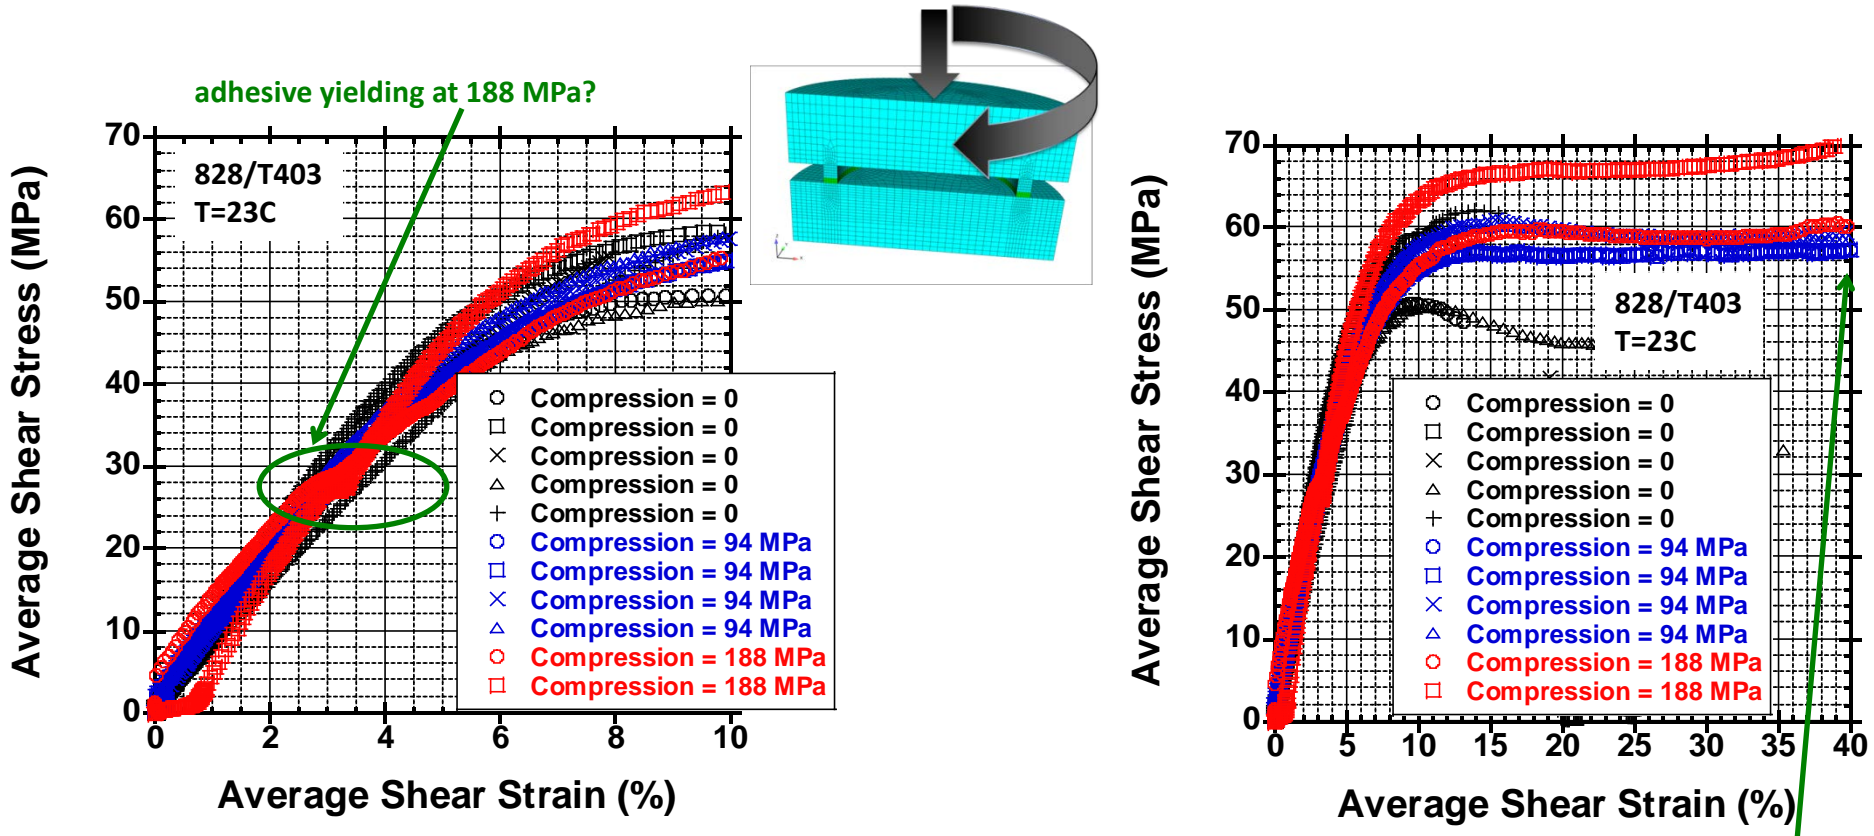 adhesive yielding at 188 MPa?
Average Shear Stress (MPa)
70
60
50
40
30
20
10
0
828/T403
T=23C
Compression = 0
Compression = 0
Compression = 0
Compression = 0
Compression = 0
Compression = 94 MPa
Compression = 94 MPa
Compression = 94 MPa
Compression = 94 MPa
Compression = 188 MPa
Compression = 188 MPa
0 2 4 6 8 10
Average Shear Strain (%)
Average Shear Stress (MPa)
70
60
50
40
30
20
10
0
828/T403
T=23C
Compression = 0
Compression = 0
Compression = 0
Compression = 0
Compression = 0
Compression = 94 MPa
Compression = 94 MPa
Compression = 94 MPa
Compression = 94 MPa
Compression = 188 MPa
Compression = 188 MPa
0 5 10 15 20 25 30 35 40
Average Shear Strain (%)